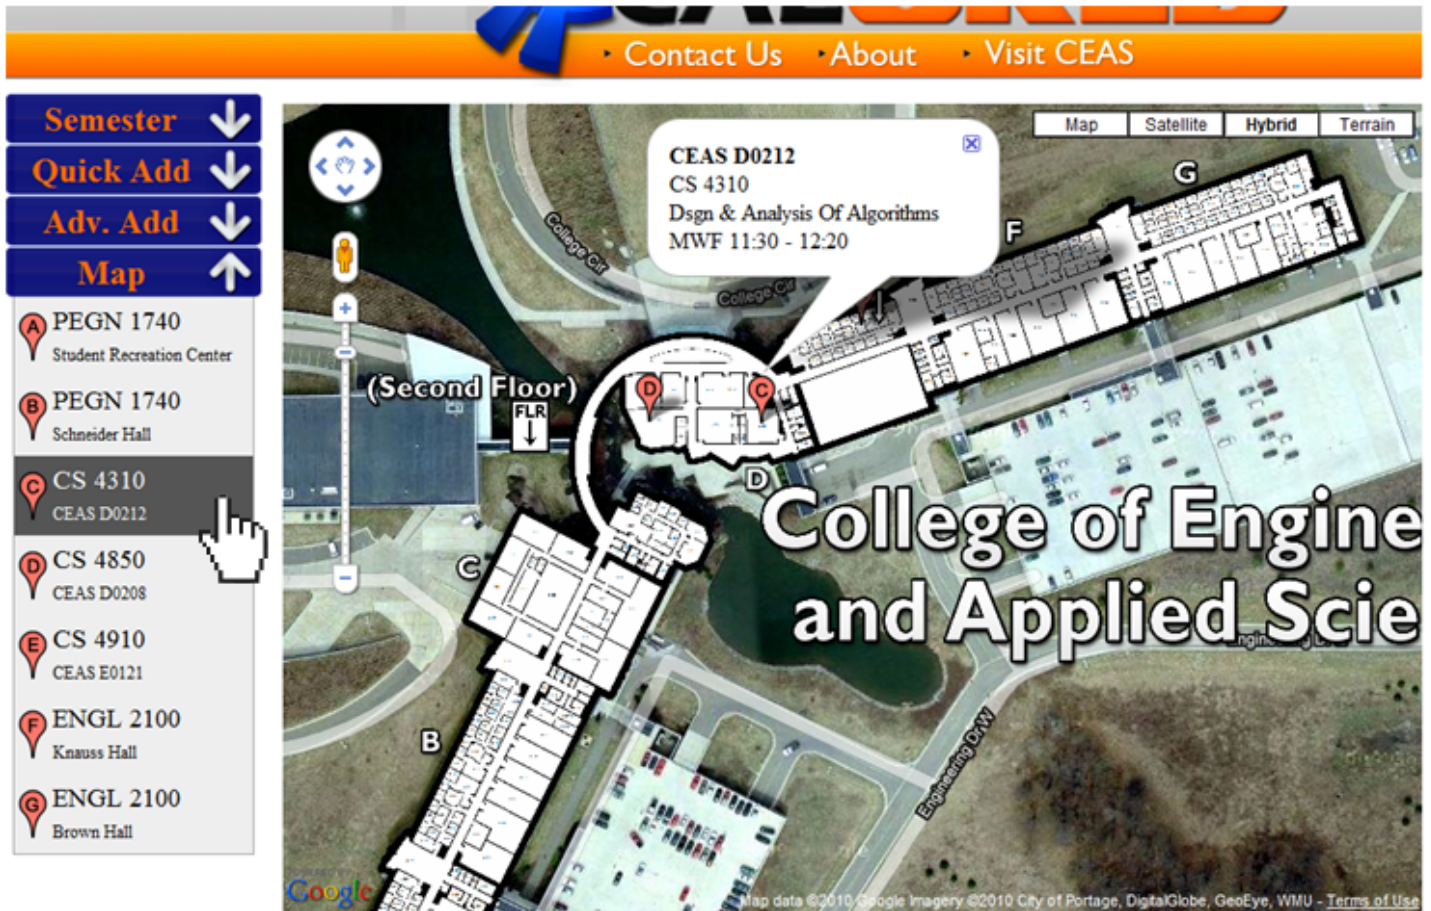 Contact Us
About
Visit CEAS
Semester
Quick Add
Adv. Add
Map
A PEGN 1740
Student Recreation Center
B PEGN 1740
Schneider Hall
C CS 4310
CEAS D0212
D CS 4850
CEAS D0208
E CS 4910
CEAS E0121
F ENGL 2100
Knauss Hall
G ENGL 2100
Brown Hall
Map
Satellite
Hybrid
Terrain
CEAS D0212
CS 4310
Dsgn & Analysis Of Algorithms
MWF 11:30 - 12:20
G
F
College Cir
College Cir
(Second Floor)
FLR
D
C
D
College of Engine
and Applied Scie
C
B
Engineering Dr W
Google
Map data ©2010 Google Imagery ©2010 City of Portage, DigitalGlobe, GeoEye, WMU - Terms of Use